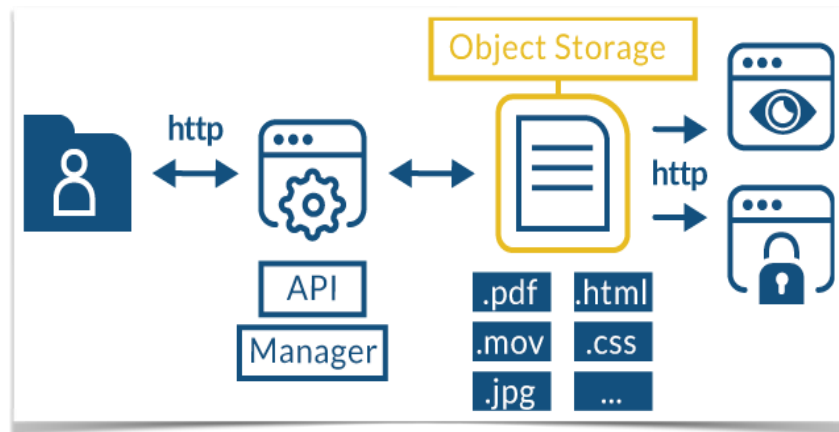 Object Storage
http
http
API
Manager
.pdf
.html
.mov
.css
.jpg
...